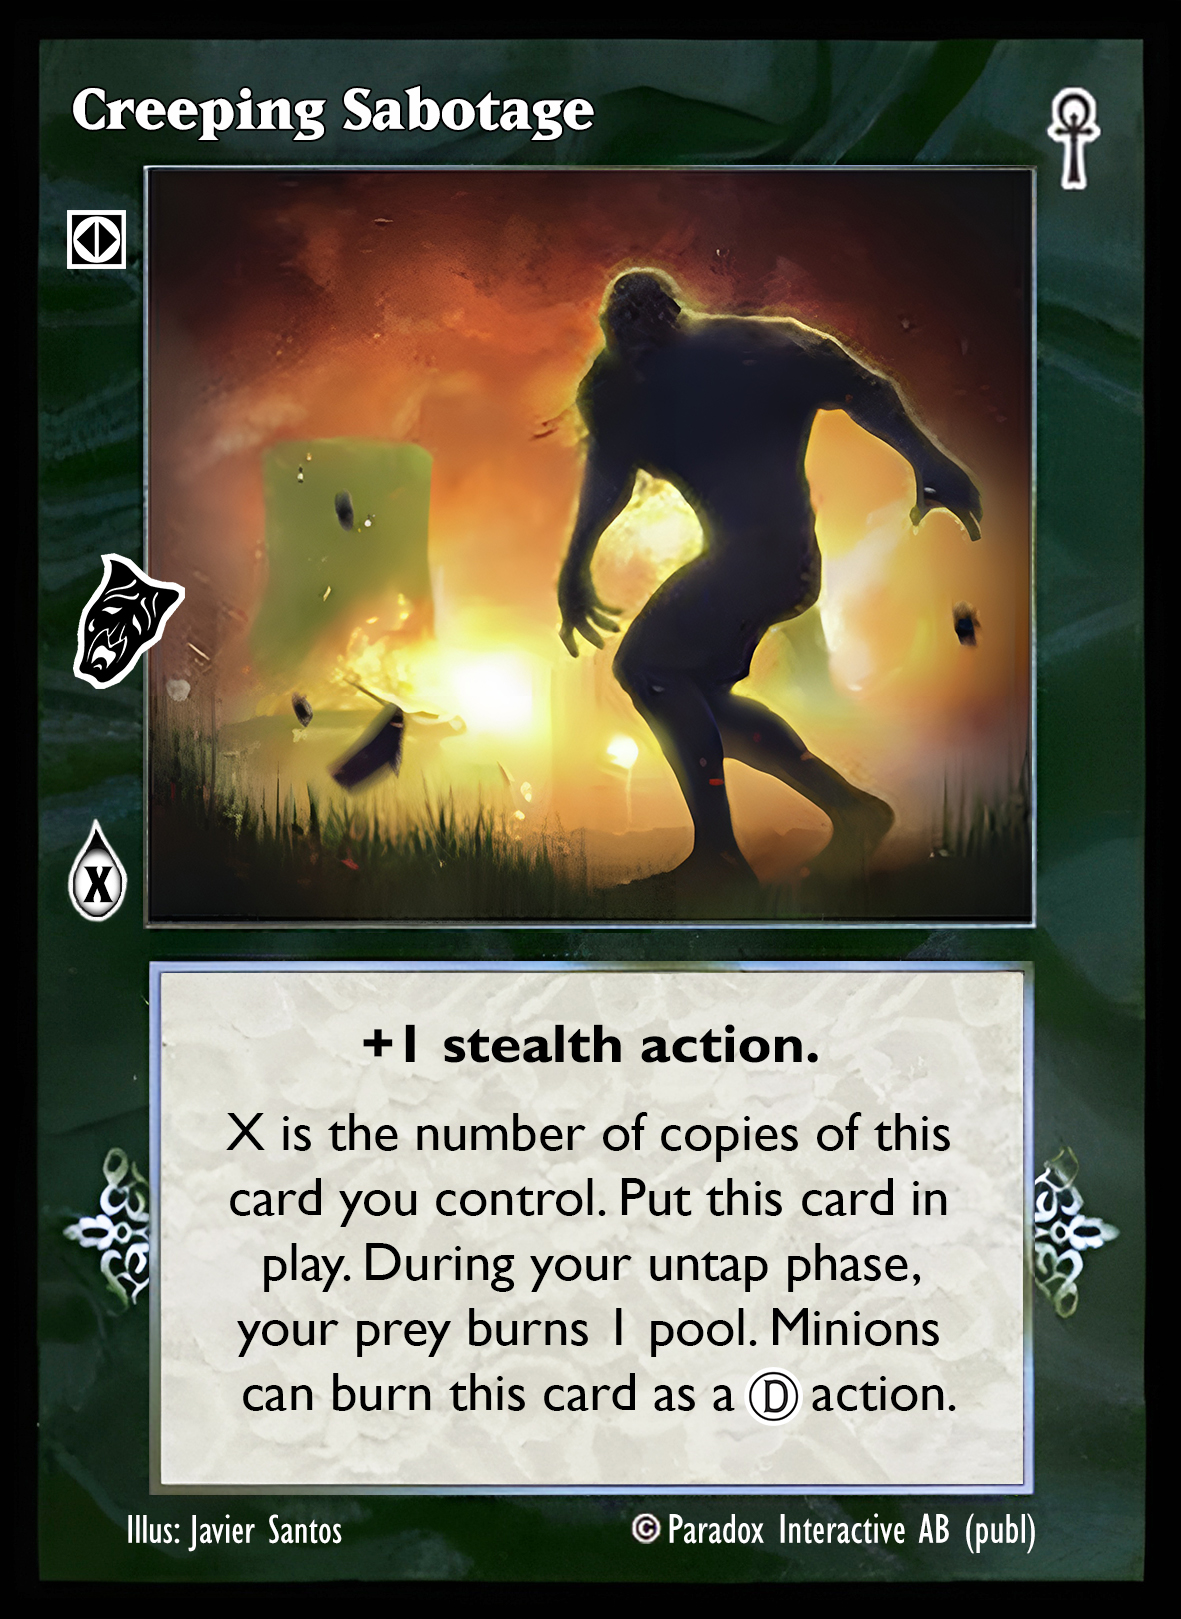 Creeping Sabotage
X
+1 stealth action.
X is the number of copies of this
card you control. Put this card in
play. During your untap phase,
your prey burns 1 pool. Minions
can burn this card as a Ⓓ action.
Illus: Javier Santos © Paradox Interactive AB (publ)